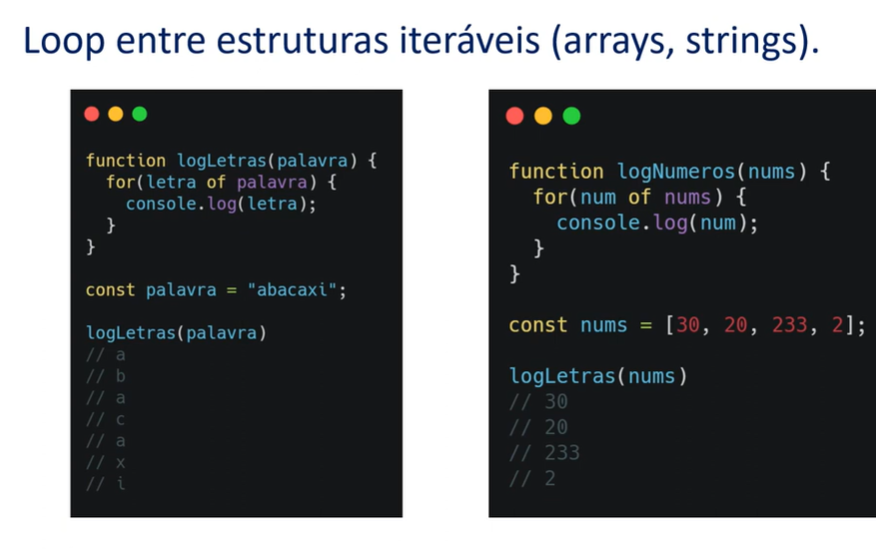 Loop entre estruturas iteráveis (arrays, strings).
function logLetras(palavra) {
  for(letra of palavra) {
    console.log(letra);
  }
}
const palavra = "abacaxi";
logLetras(palavra)
// a
// b
// a
// c
// a
// x
// i
function logNumeros(nums) {
  for(num of nums) {
    console.log(num);
  }
}
const nums = [30, 20, 233, 2];
logLetras(nums)
// 30
// 20
// 233
// 2